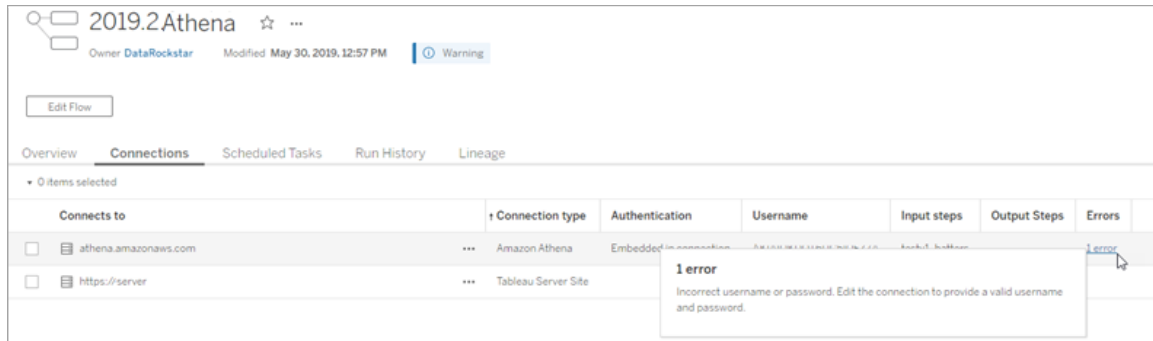 2019.2 Athena
Owner DataRockstar Modified May 30, 2019, 12:57 PM Warning
Edit Flow
Overview Connections Scheduled Tasks Run History Lineage
0 items selected
Connects to ↑ Connection type Authentication Username Input steps Output Steps Errors
athena.amazonaws.com ••• Amazon Athena Embedded in connection 1 error
https://server ••• Tableau Server Site
1 error
Incorrect username or password. Edit the connection to provide a valid username
and password.